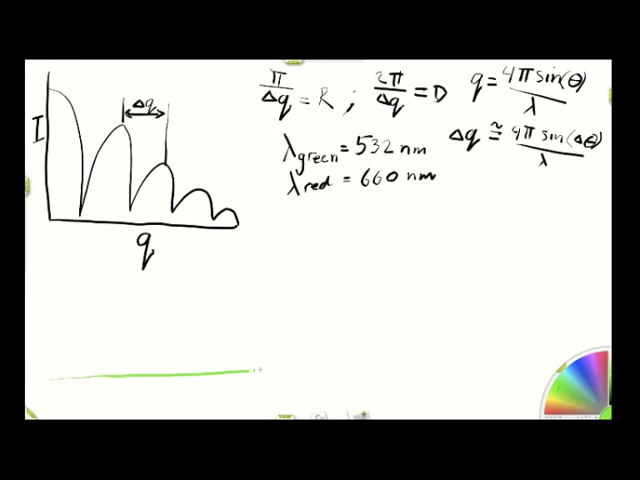 π/Δq = R ; 2π/Δq = D
q = 4π sin(θ)/λ
λgreen = 532 nm
Δq ≅ 4π sin(Δθ)/λ
λred = 660 nm
Δq
I
q